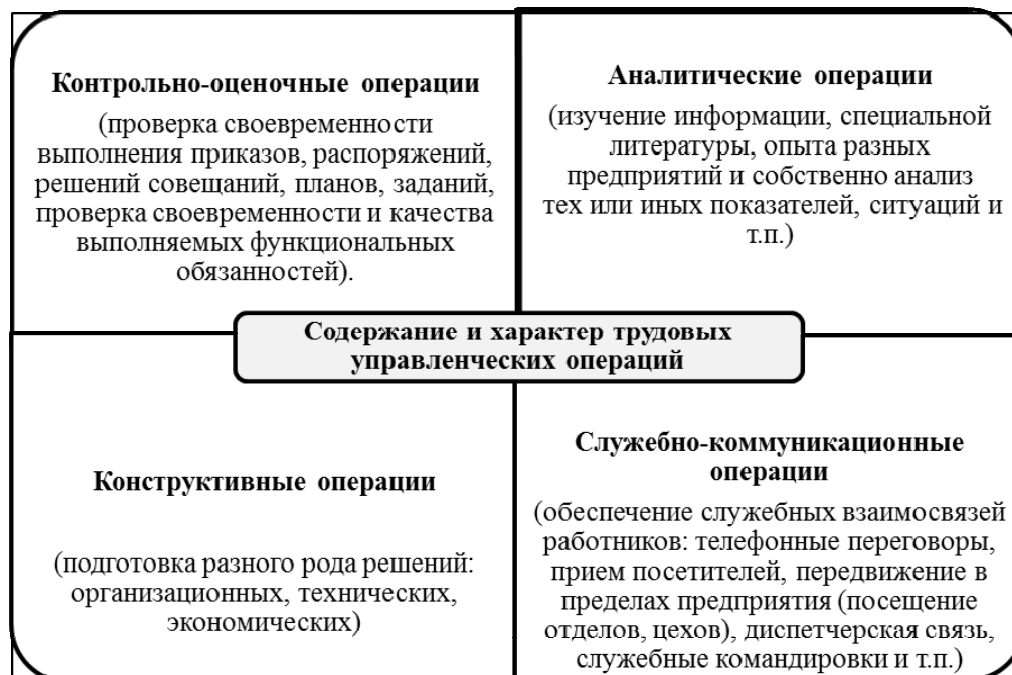 Контрольно-оценочные операции
(проверка своевременности
выполнения приказов, распоряжений,
решений совещаний, планов, заданий,
проверка своевременности и качества
выполняемых функциональных
обязанностей).
Аналитические операции
(изучение информации, специальной
литературы, опыта разных
предприятий и собственно анализ
тех или иных показателей, ситуаций и
т.п.)
Содержание и характер трудовых
управленческих операций
Конструктивные операции
(подготовка разного рода решений:
организационных, технических,
экономических)
Служебно-коммуникационные
операции
(обеспечение служебных взаимосвязей
работников: телефонные переговоры,
прием посетителей, передвижение в
пределах предприятия (посещение
отделов, цехов), диспетчерская связь,
служебные командировки и т.п.)